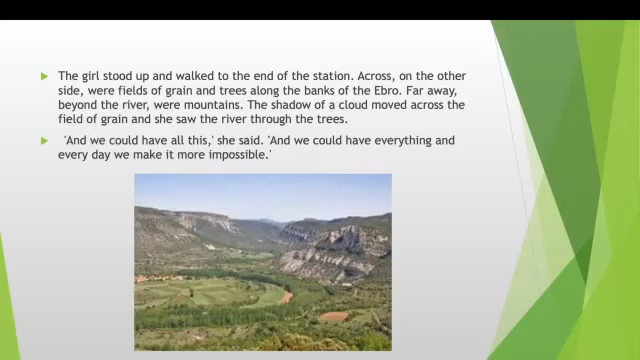 The girl stood up and walked to the end of the station. Across, on the other
side, were fields of grain and trees along the banks of the Ebro. Far away,
beyond the river, were mountains. The shadow of a cloud moved across the
field of grain and she saw the river through the trees.
'And we could have all this,' she said. 'And we could have everything and
every day we make it more impossible.'